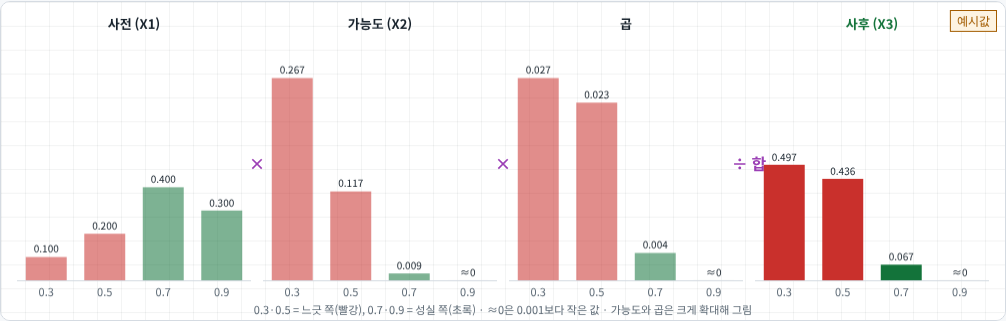 사전 (X1) 가능도 (X2) 곱 사후 (X3) 예시값
0.267 0.027
0.023
× × ÷ 합 0.497
0.436
0.400
0.117
0.300
0.200
0.100
0.009 ≈0 0.004 ≈0 0.067 ≈0
0.3 0.5 0.7 0.9 0.3 0.5 0.7 0.9 0.3 0.5 0.7 0.9 0.3 0.5 0.7 0.9
0.3·0.5 = 느긋 쪽(빨강), 0.7·0.9 = 성실 쪽(초록) · ≈0은 0.001보다 작은 값 · 가능도와 곱은 크게 확대해 그림